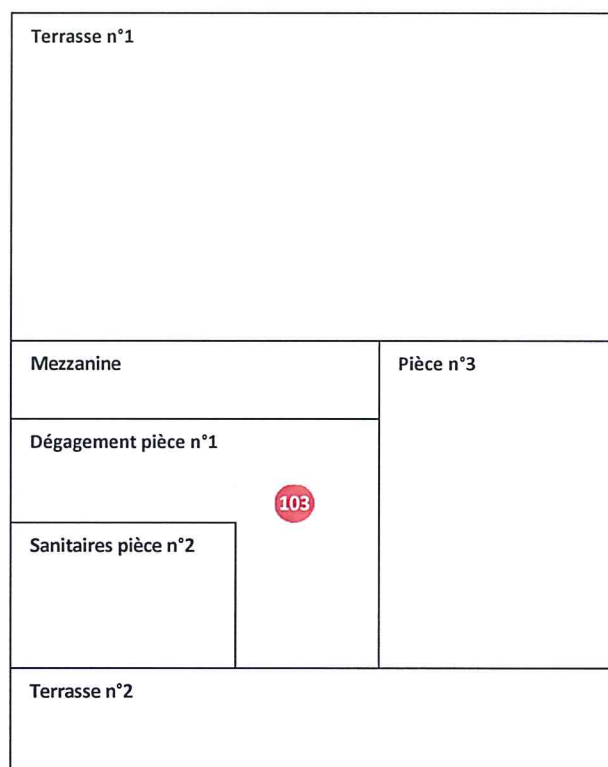 Terrasse n°1
Mezzanine
Pièce n°3
Dégagement pièce n°1
103
Sanitaires pièce n°2
Terrasse n°2